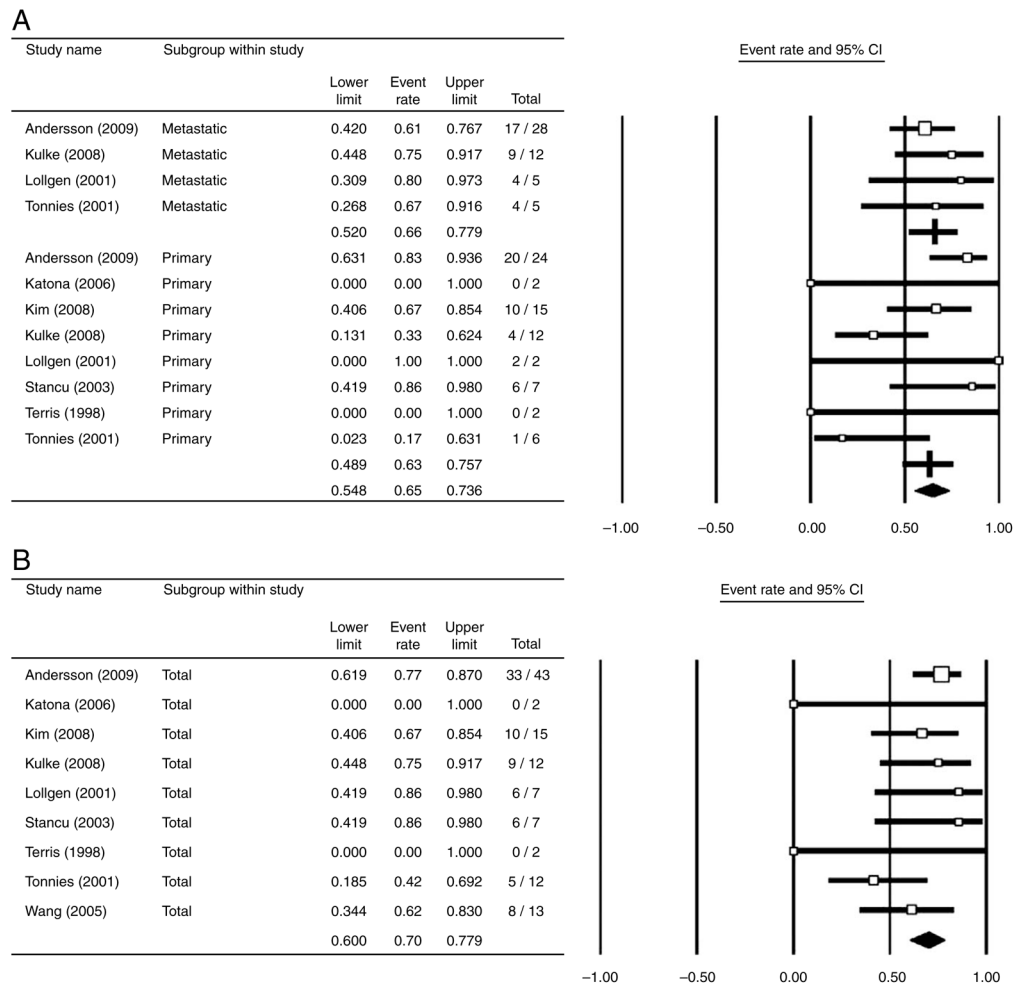 A
Study name Subgroup within study Event rate and 95% CI
Lower limit Event rate Upper limit Total
Andersson (2009) Metastatic 0.420 0.61 0.767 17 / 28
Kulke (2008) Metastatic 0.448 0.75 0.917 9 / 12
Lollgen (2001) Metastatic 0.309 0.80 0.973 4 / 5
Tonnies (2001) Metastatic 0.268 0.67 0.916 4 / 5
0.520 0.66 0.779
Andersson (2009) Primary 0.631 0.83 0.936 20 / 24
Katona (2006) Primary 0.000 0.00 1.000 0 / 2
Kim (2008) Primary 0.406 0.67 0.854 10 / 15
Kulke (2008) Primary 0.131 0.33 0.624 4 / 12
Lollgen (2001) Primary 0.000 1.00 1.000 2 / 2
Stancu (2003) Primary 0.419 0.86 0.980 6 / 7
Terris (1998) Primary 0.000 0.00 1.000 0 / 2
Tonnies (2001) Primary 0.023 0.17 0.631 1 / 6
0.489 0.63 0.757
0.548 0.65 0.736
−1.00 −0.50 0.00 0.50 1.00
B
Study name Subgroup within study Event rate and 95% CI
Lower limit Event rate Upper limit Total
Andersson (2009) Total 0.619 0.77 0.870 33 / 43
Katona (2006) Total 0.000 0.00 1.000 0 / 2
Kim (2008) Total 0.406 0.67 0.854 10 / 15
Kulke (2008) Total 0.448 0.75 0.917 9 / 12
Lollgen (2001) Total 0.419 0.86 0.980 6 / 7
Stancu (2003) Total 0.419 0.86 0.980 6 / 7
Terris (1998) Total 0.000 0.00 1.000 0 / 2
Tonnies (2001) Total 0.185 0.42 0.692 5 / 12
Wang (2005) Total 0.344 0.62 0.830 8 / 13
0.600 0.70 0.779
−1.00 −0.50 0.00 0.50 1.00